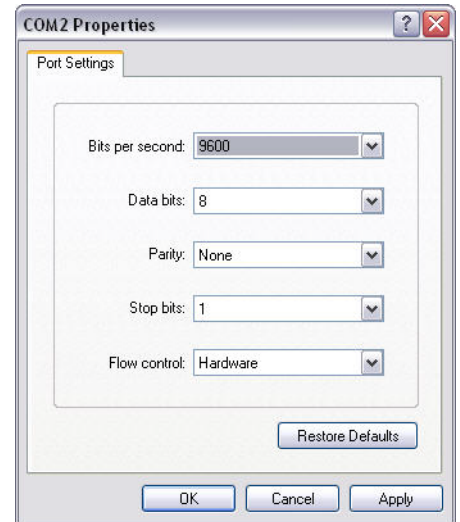 COM2 Properties
Port Settings
Bits per second: 9600
Data bits: 8
Parity: None
Stop bits: 1
Flow control: Hardware
Restore Defaults
OK Cancel Apply